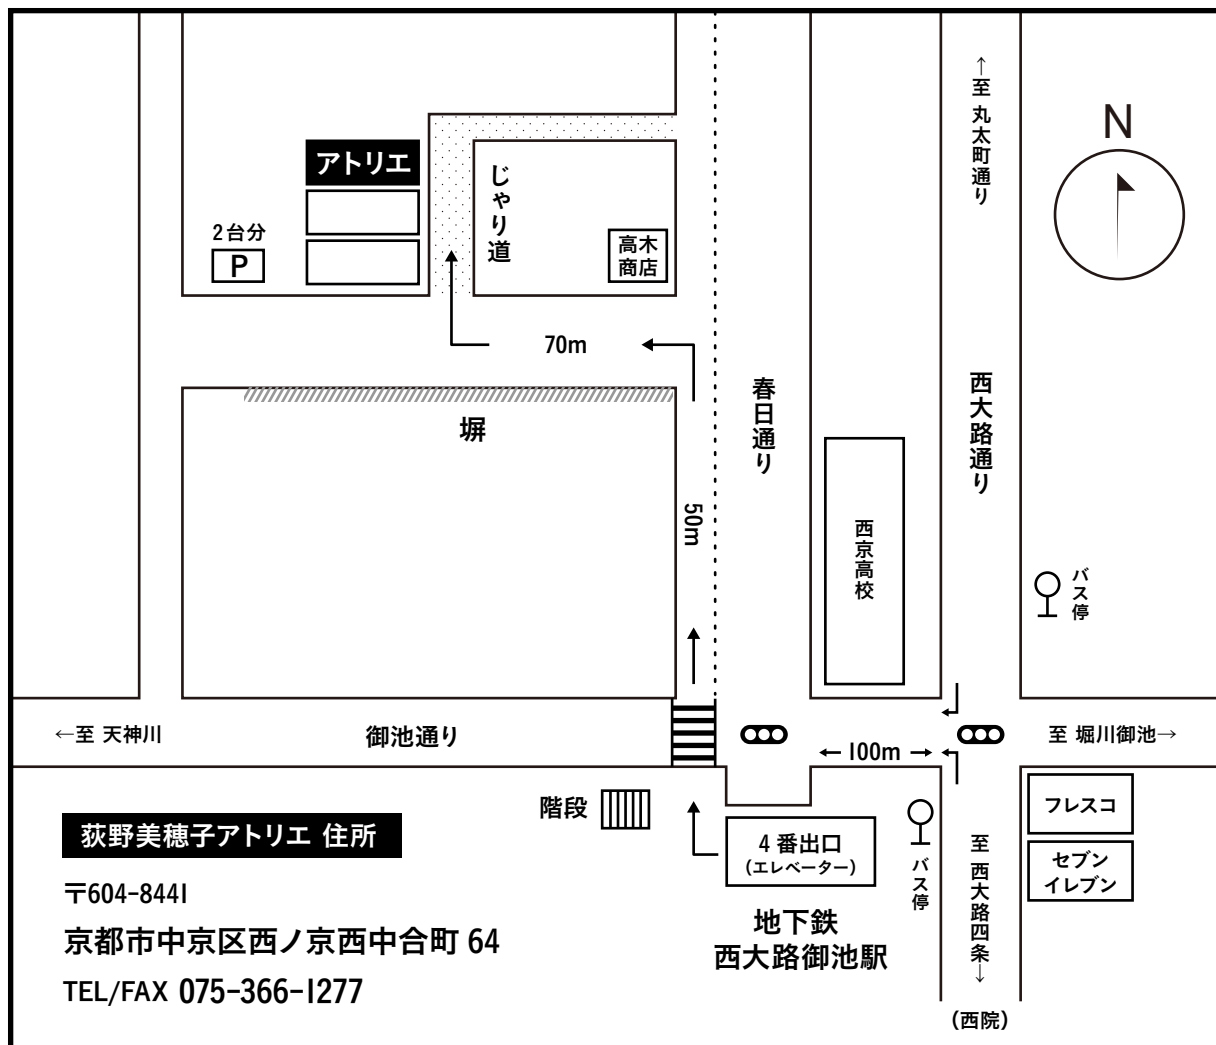 ↑至 丸太町通り
N
アトリエ
じゃり道
2台分
P
高木
商店
70m
春日通り
西大路通り
塀
50m
西京高校
バス停
←至 天神川
御池通り
100m
至 堀川御池→
階段
4番出口
(エレベーター)
地下鉄
西大路御池駅
バス停
至 西大路四条→
(西院)
フレスコ
セブン
イレブン
荻野美穂子アトリエ 住所
〒604-8441
京都市中京区西ノ京西中合町 64
TEL/FAX 075-366-1277